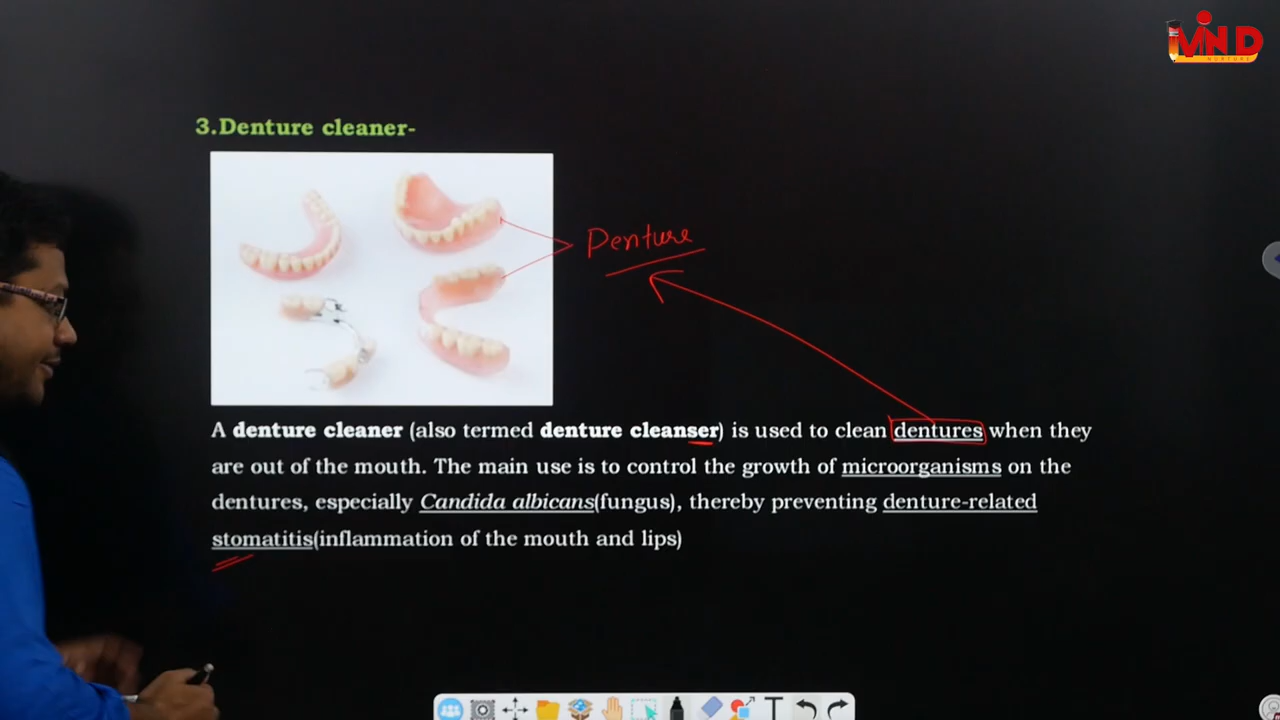 MIND
NURTURE
3.Denture cleaner-
Denture
A denture cleaner (also termed denture cleanser) is used to clean dentures when they
are out of the mouth. The main use is to control the growth of microorganisms on the
dentures, especially Candida albicans(fungus), thereby preventing denture-related
stomatitis(inflammation of the mouth and lips)